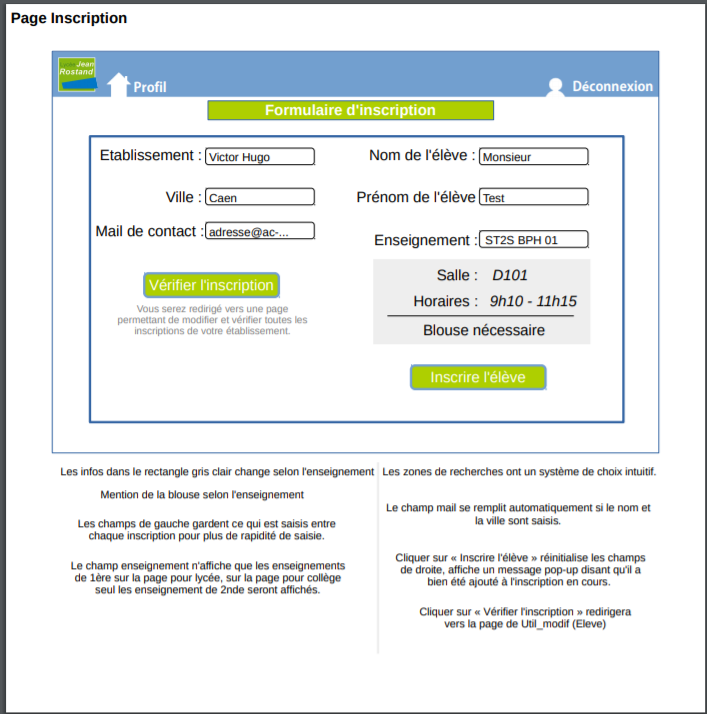 Page Inscription
Jean
Rostand
Profil
Déconnexion
Formulaire d'inscription
Etablissement : Victor Hugo
Nom de l'élève : Monsieur
Ville : Caen
Prénom de l'élève Test
Mail de contact : adresse@ac-...
Enseignement : ST2S BPH 01
Salle : D101
Horaires : 9h10 - 11h15
Blouse nécessaire
Vérifier l'inscription
Vous serez redirigé vers une page
permettant de modifier et vérifier toutes les
inscriptions de votre établissement.
Inscrire l'élève
Les infos dans le rectangle gris clair change selon l'enseignement
Mention de la blouse selon l'enseignement
Les champs de gauche gardent ce qui est saisis entre
chaque inscription pour plus de rapidité de saisie.
Le champ enseignement n'affiche que les enseignements
de 1ère sur la page pour lycée, sur la page pour collège
seul les enseignement de 2nde seront affichés.
Les zones de recherches ont un système de choix intuitif.
Le champ mail se remplit automatiquement si le nom et
la ville sont saisis.
Cliquer sur « Inscrire l'élève » réinitialise les champs
de droite, affiche un message pop-up disant qu'il a
bien été ajouté à l'inscription en cours.
Cliquer sur « Vérifier l'inscription » redirigera
vers la page de Util_modif (Eleve)